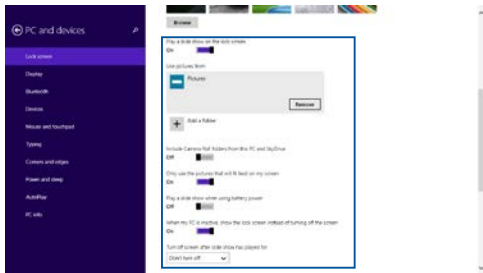 Browse
PC and devices
Play a slide show on the lock screen
On
Lock screen
Use pictures from
Display
Pictures
Bluetooth
Devices
Remove
Mouse and touchpad
Add a folder
Typing
Include Camera Roll folders from this PC and SkyDrive
Off
Corners and edges
Only use the pictures that will fit best on my screen
Power and sleep
On
AutoPlay
Play a slide show when using battery power
Off
PC info
When my PC is inactive, show the lock screen instead of turning off the screen
On
Turn off screen after slide show has played for
Don't turn off